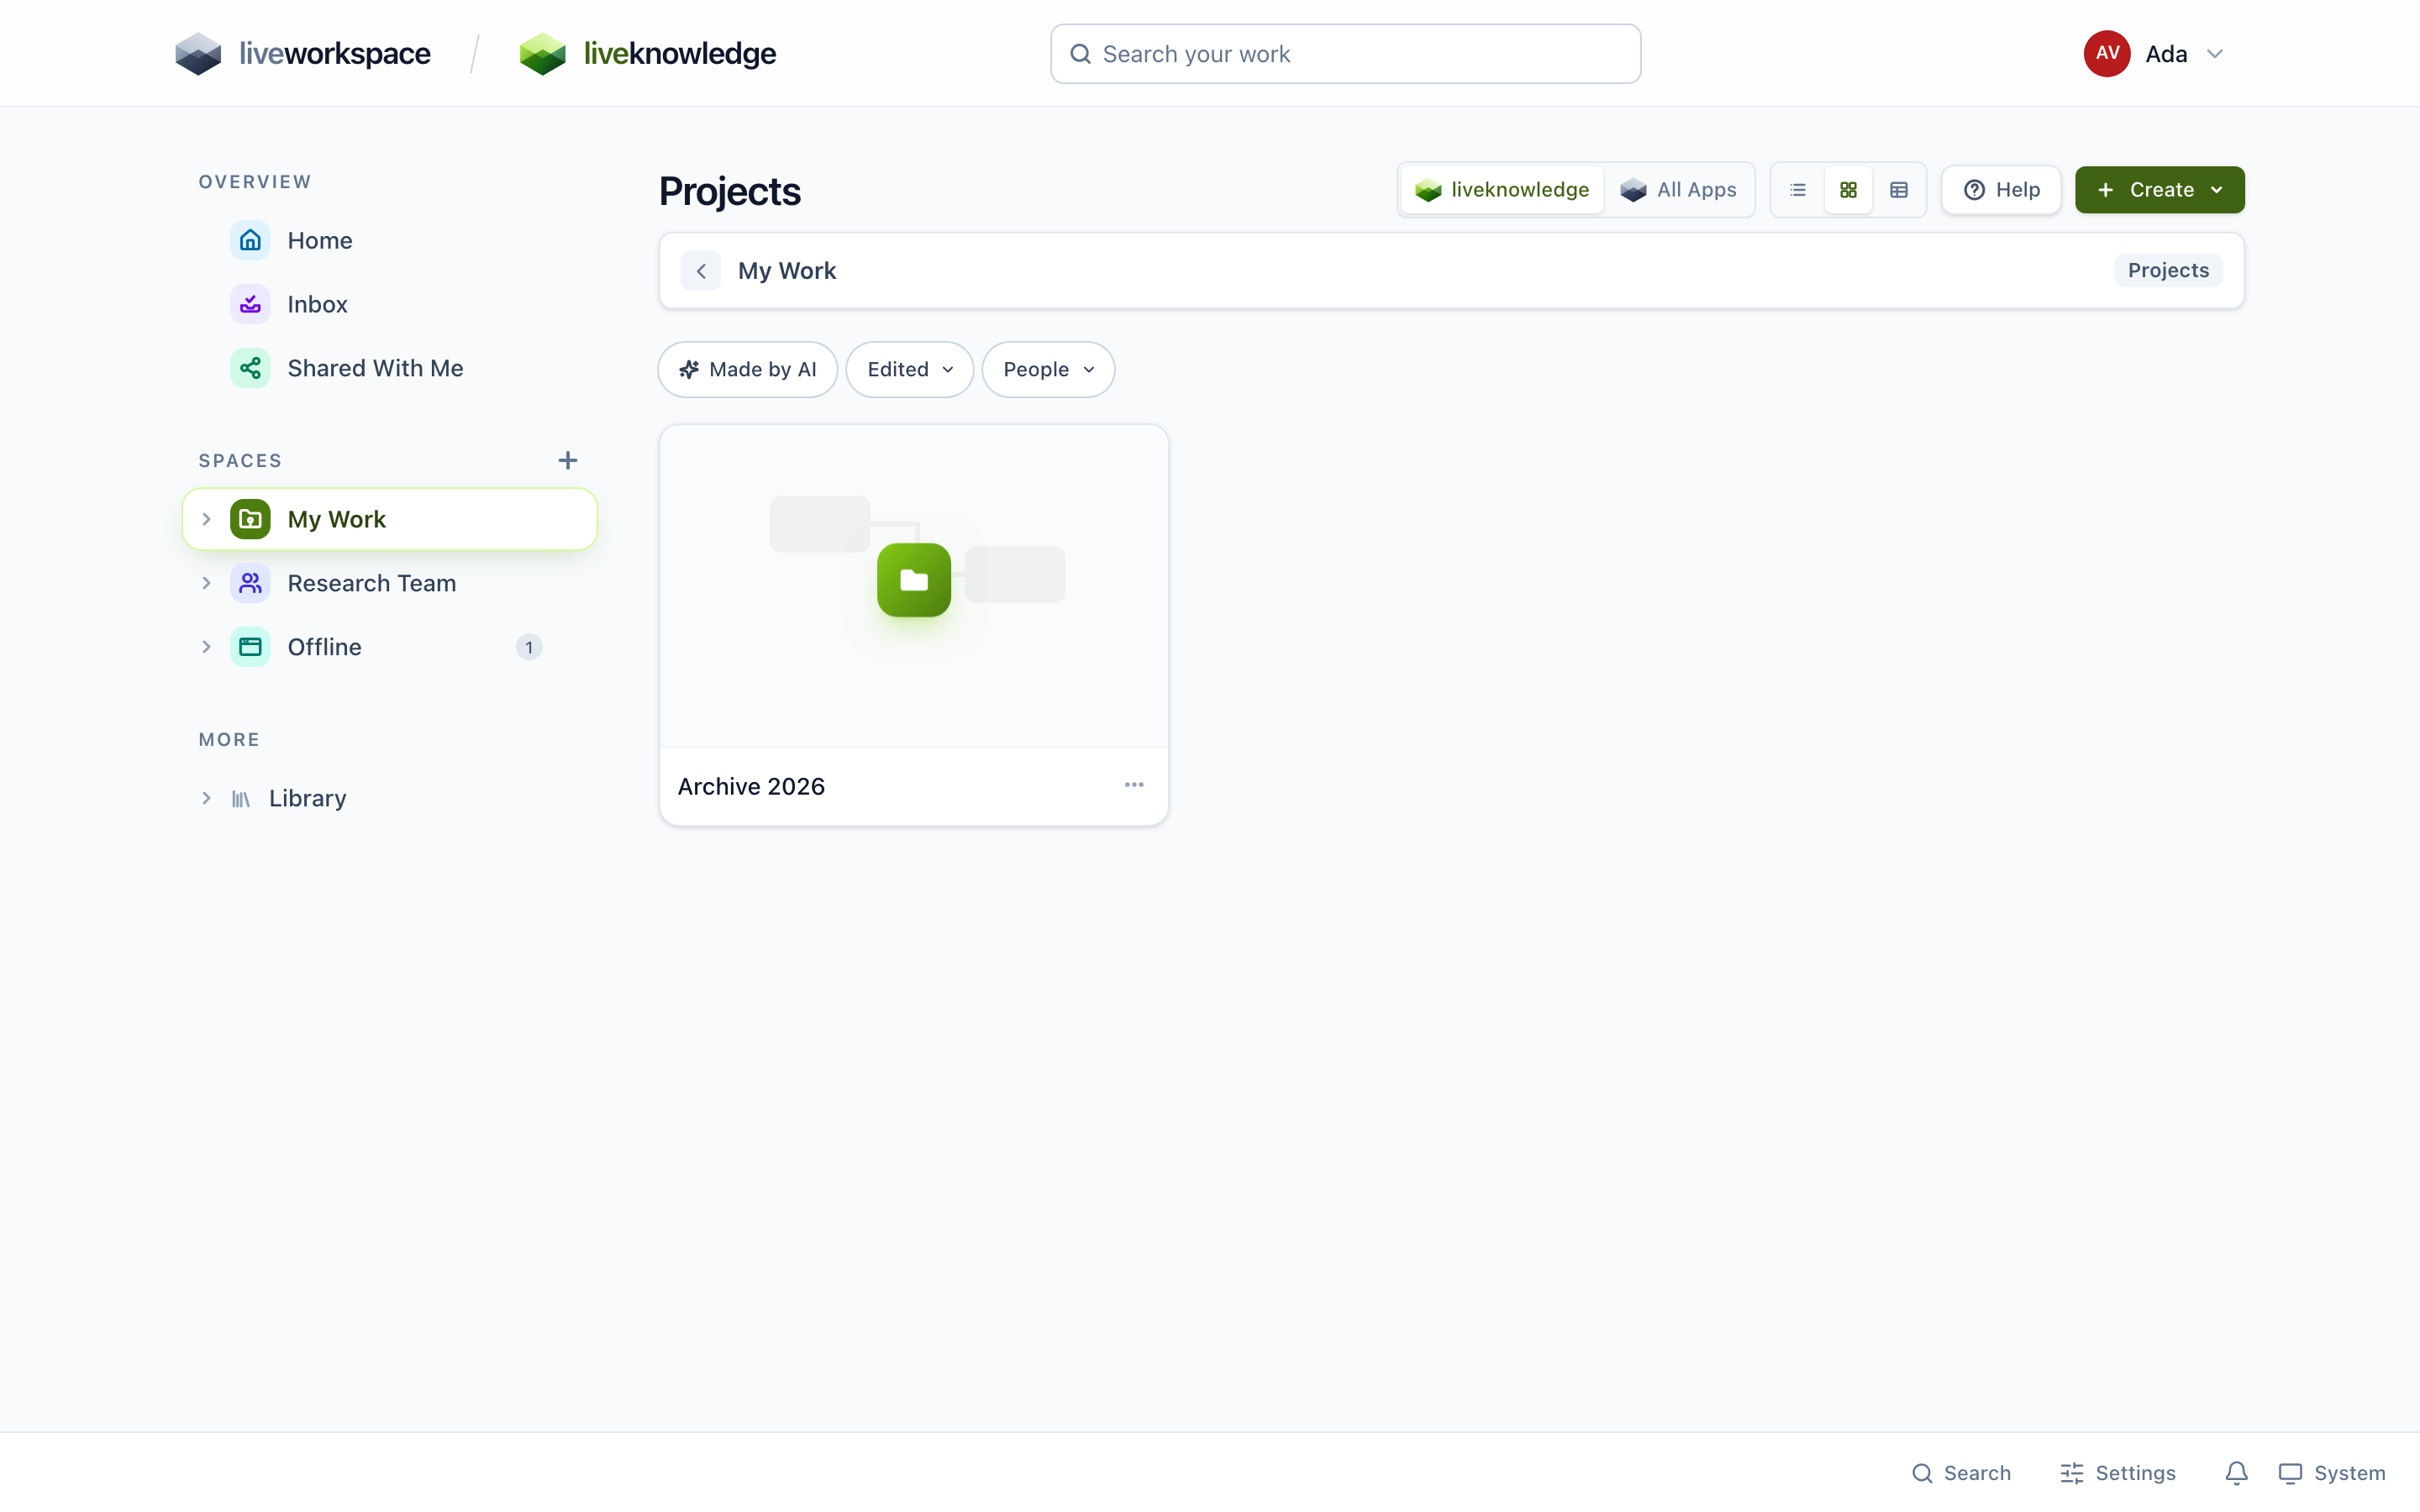 liveworkspace / liveknowledge
Search your work
AV Ada
OVERVIEW
Home
Inbox
Shared With Me
SPACES
My Work
Research Team
Offline 1
MORE
Library
Projects
liveknowledge All Apps
Help
Create
My Work
Projects
Made by AI Edited People
Archive 2026
Search Settings System